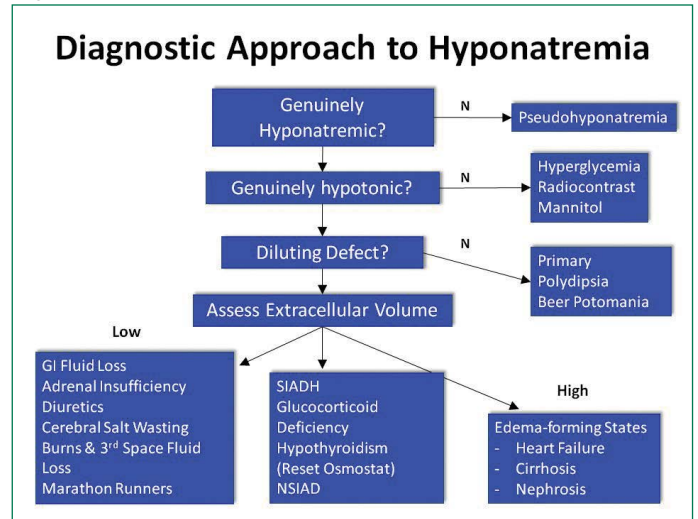 Diagnostic Approach to Hyponatremia
Genuinely
Hyponatremic?
N
Pseudohyponatremia
Genuinely hypotonic?
N
Hyperglycemia
Radiocontrast
Mannitol
Diluting Defect?
N
Primary
Polydipsia
Beer Potomania
Assess Extracellular Volume
Low
GI Fluid Loss
Adrenal Insufficiency
Diuretics
Cerebral Salt Wasting
Burns & 3rd Space Fluid
Loss
Marathon Runners
SIADH
Glucocorticoid
Deficiency
Hypothyroidism
(Reset Osmostat)
NSIAD
High
Edema-forming States
- Heart Failure
- Cirrhosis
- Nephrosis